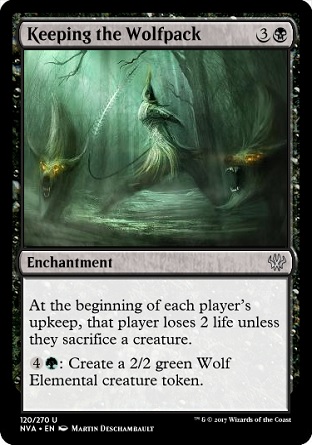 Keeping the Wolfpack 3
Enchantment
At the beginning of each player's
upkeep, that player loses 2 life unless
they sacrifice a creature.
4 : Create a 2/2 green Wolf
Elemental creature token.
120/270 U
NVA • EN Martin Deschambault
™ & © 2017 Wizards of the Coast